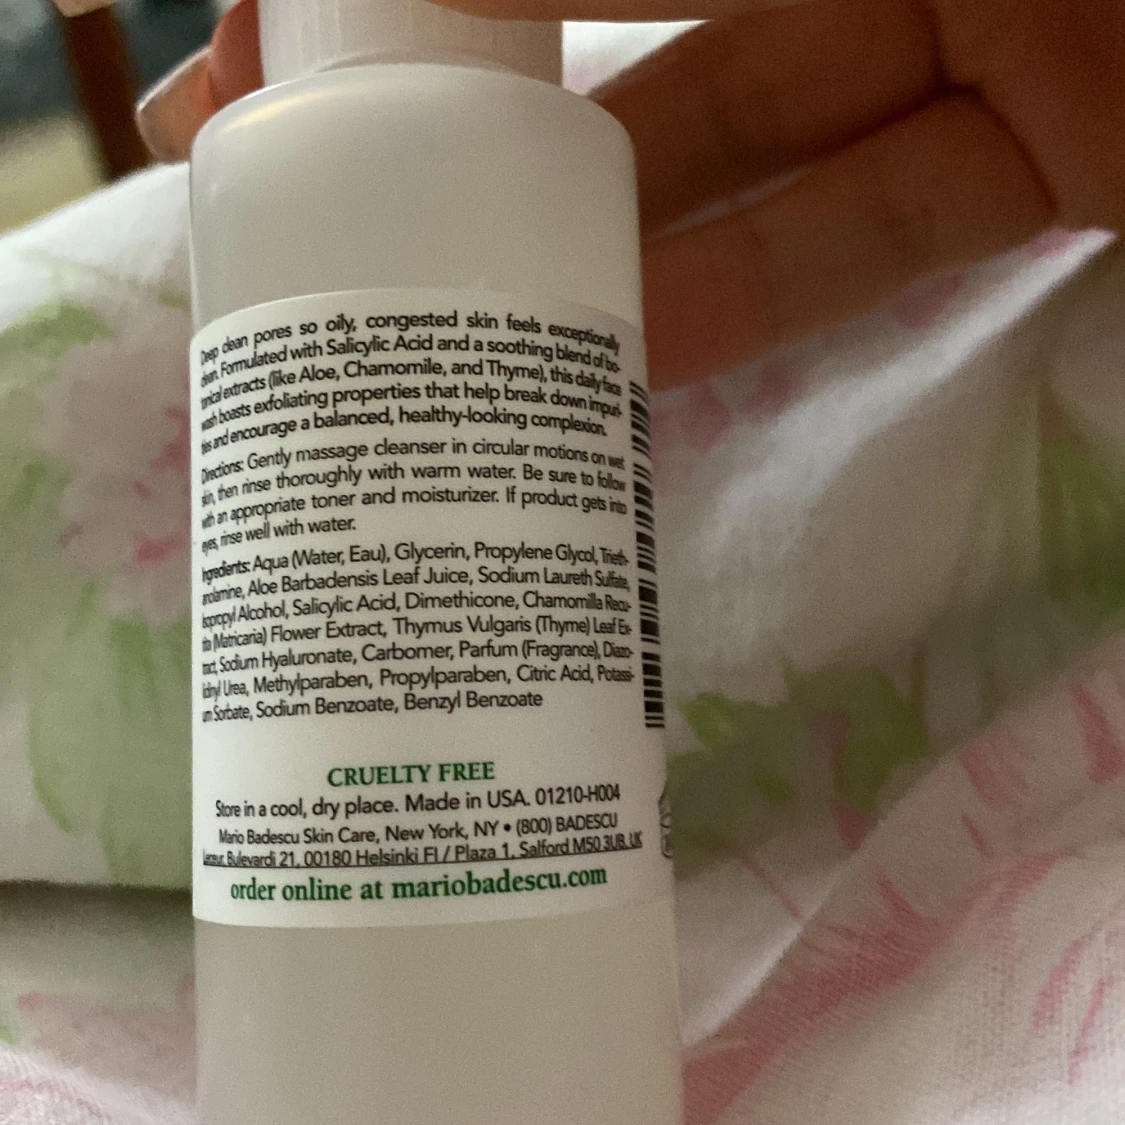 Deep clean pores so oily, congested skin feels exceptionally
clean. Formulated with Salicylic Acid and a soothing blend of bo-
tanical extracts (like Aloe, Chamomile, and Thyme), this daily face
wash boasts exfoliating properties that help break down impuri-
ties and encourage a balanced, healthy-looking complexion.
Directions: Gently massage cleanser in circular motions on wet
skin, then rinse thoroughly with warm water. Be sure to follow
with an appropriate toner and moisturizer. If product gets into
eyes, rinse well with water.
Ingredients: Aqua (Water, Eau), Glycerin, Propylene Glycol, Trieth-
anolamine, Aloe Barbadensis Leaf Juice, Sodium Laureth Sulfate,
Isopropyl Alcohol, Salicylic Acid, Dimethicone, Chamomilla Recu-
tita (Matricaria) Flower Extract, Thymus Vulgaris (Thyme) Leaf Ex-
tract, Sodium Hyaluronate, Carbomer, Parfum (Fragrance), Diazo-
lidinyl Urea, Methylparaben, Propylparaben, Citric Acid, Potassi-
um Sorbate, Sodium Benzoate, Benzyl Benzoate
CRUELTY FREE
Store in a cool, dry place. Made in USA. 01210-H004
Mario Badescu Skin Care, New York, NY • (800) BADESCU
Bulevardi 21, 00180 Helsinki FI / Plaza 1, Salford M50 3UB, UK
order online at mariobadescu.com